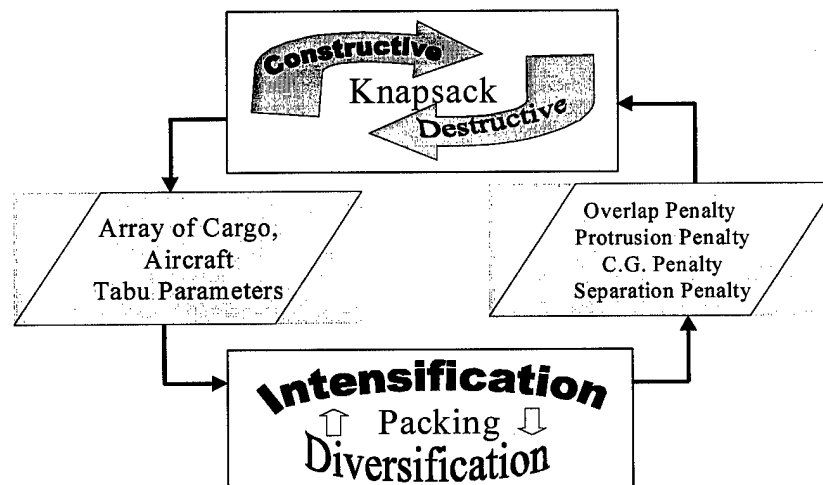 Constructive
Knapsack
Destructive
Array of Cargo,
Aircraft
Tabu Parameters
Overlap Penalty
Protrusion Penalty
C.G. Penalty
Separation Penalty
Intensification
Packing
Diversification